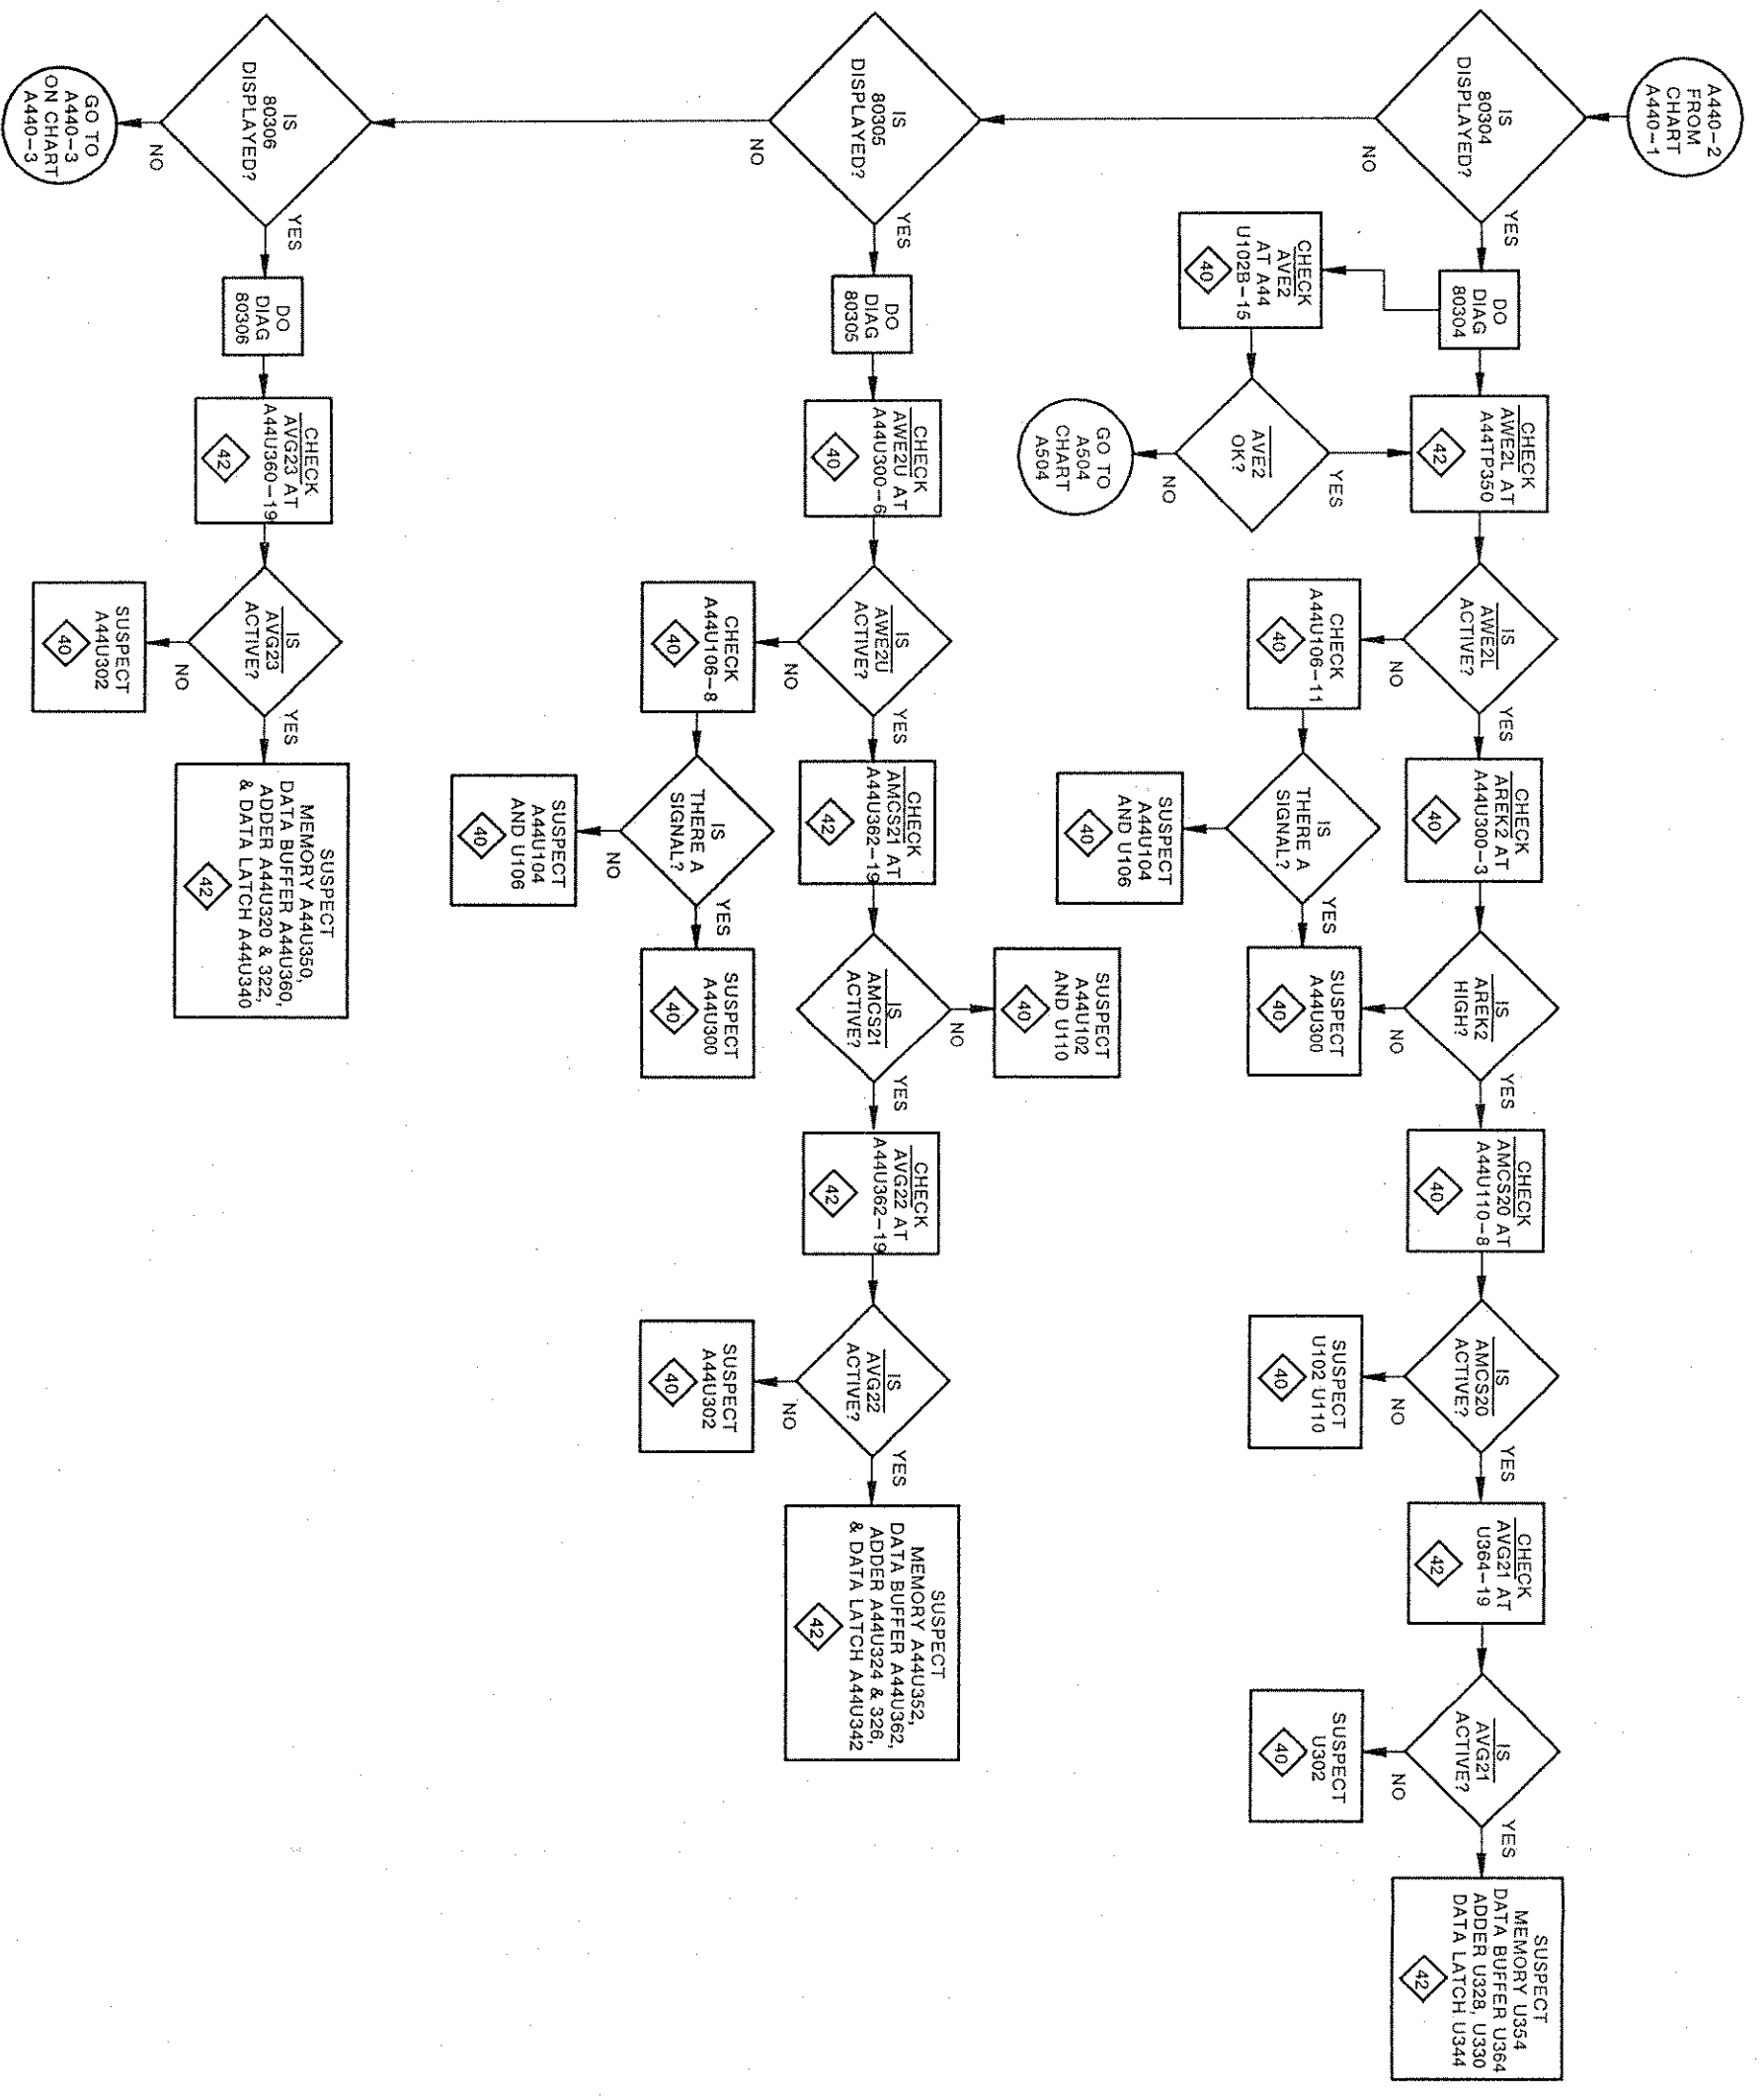 A440-2
FROM
CHART
A440-1
IS
80304
DISPLAYED?
NO
YES
DO
DIAG
80304
CHECK
AVE2
AT A44
U102B-15
40
AVE2
OK?
YES
NO
GO TO
A504
CHART
A504
CHECK
AWE2L AT
A44TP350
42
IS
AWE2L
ACTIVE?
NO
YES
CHECK
A44U106-11
40
IS
THERE A
SIGNAL?
NO
YES
SUSPECT
A44U104
AND U106
40
SUSPECT
A44U300
40
CHECK
AREK2 AT
A44U300-3
40
IS
AREK2
HIGH?
NO
YES
CHECK
AMCS20 AT
A44U110-8
40
IS
AMCS20
ACTIVE?
NO
YES
SUSPECT
U102 U110
40
CHECK
AVG21 AT
U364-19
42
IS
AVG21
ACTIVE?
NO
YES
SUSPECT
U302
40
SUSPECT
MEMORY U354
DATA BUFFER U364
ADDER U328, U330
DATA LATCH U344
42
IS
80305
DISPLAYED?
NO
YES
DO
DIAG
80305
CHECK
AWE2U AT
A44U300-6
40
IS
AWE2U
ACTIVE?
NO
YES
CHECK
A44U106-8
40
IS
THERE A
SIGNAL?
NO
YES
SUSPECT
A44U104
AND U106
40
SUSPECT
A44U300
40
CHECK
AMCS21 AT
A44U362-19
42
IS
AMCS21
ACTIVE?
NO
YES
SUSPECT
A44U102
AND U110
40
CHECK
AVG22 AT
A44U362-19
42
IS
AVG22
ACTIVE?
NO
YES
SUSPECT
A44U302
40
SUSPECT
MEMORY A44U352,
DATA BUFFER A44U362,
ADDER A44U324 & 326,
& DATA LATCH A44U342
42
IS
80306
DISPLAYED?
NO
YES
GO TO
A440-3
ON CHART
A440-3
DO
DIAG
80306
CHECK
AVG23 AT
A44U360-19
42
IS
AVG23
ACTIVE?
NO
YES
SUSPECT
A44U302
40
SUSPECT
MEMORY A44U350,
DATA BUFFER A44U360,
ADDER A44U320 & 322,
& DATA LATCH A44U340
42